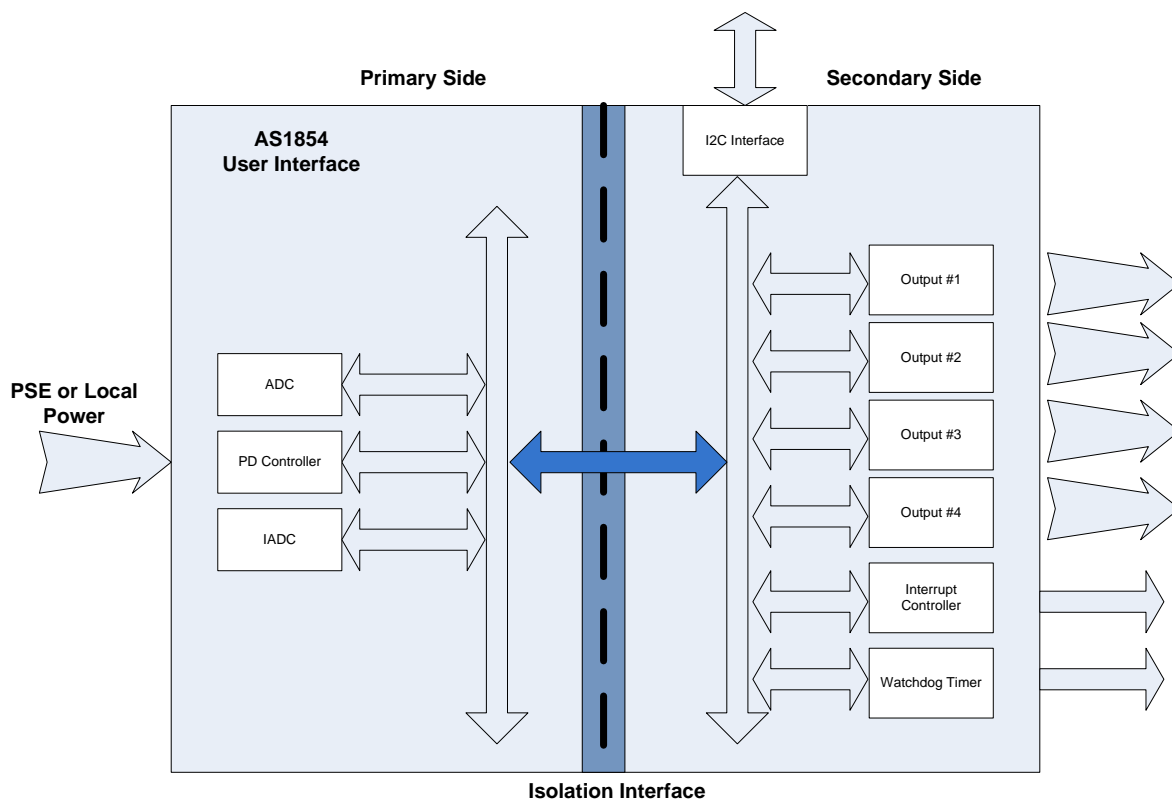 Primary Side
Secondary Side
AS1854
User Interface
I2C Interface
Output #1
Output #2
ADC
PSE or Local
Power
Output #3
PD Controller
Output #4
IADC
Interrupt
Controller
Watchdog Timer
Isolation Interface